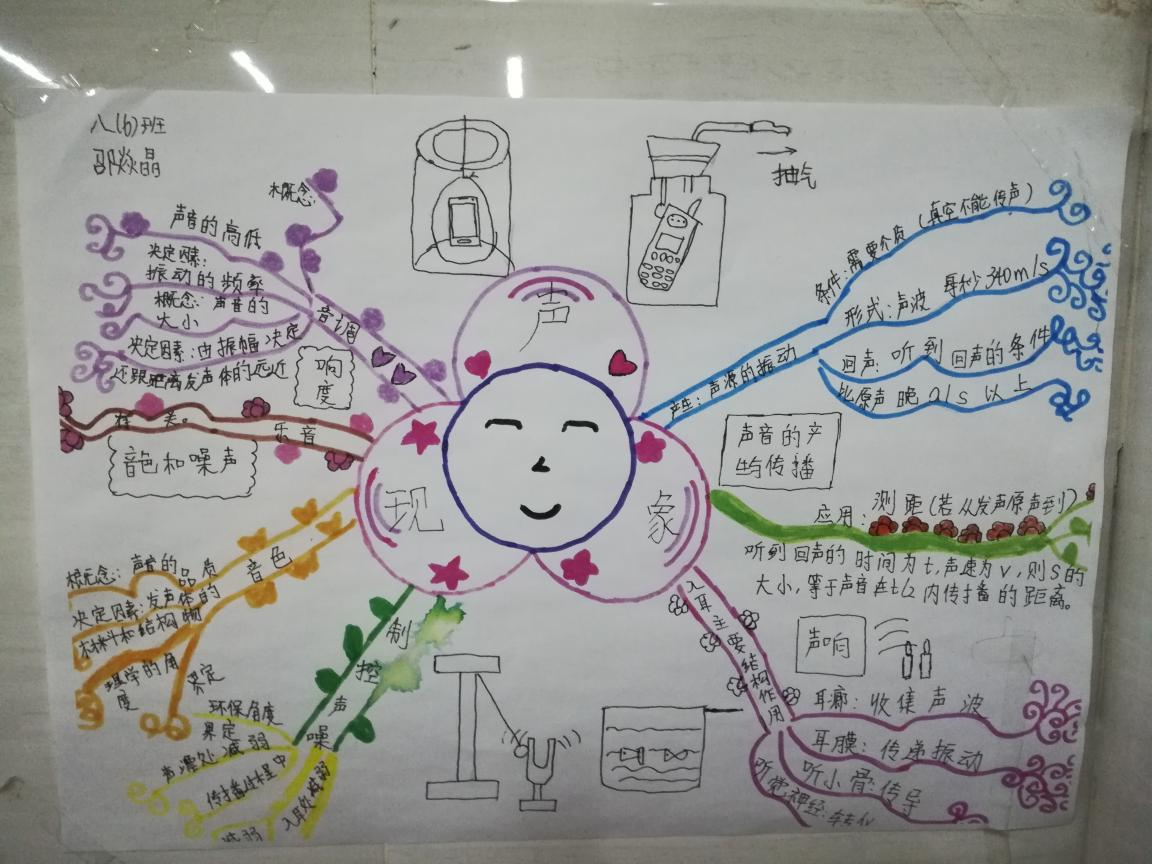 八(6)班
邵焱晶
抽气
声
现
象
概念:
声音的高低
决定因素:
振动的频率
概念:声音的
大小
决定因素:由振幅决定
还跟距离发声体的远近
音调
响
度
有关。
乐音
音色和噪声
音色
概念:声音的品质
决定因素:发声体的
材料和结构
理学的角
度
界定
控制噪声
环保角度
界定
声源处减弱
传播过程中
减弱
入耳处减弱
产生:声源的振动
条件:需要介质(真空不能传声)
形式:声波 每秒340m/s
回声:听到回声的条件
比原声晚0.1s以上
声音的产
生与传播
应用:测距(若从发声原声到)
听到回声的时间为t,声速为v,则S的
大小,等于声音在t/2内传播的距离。
声响
人耳主要结构作用
耳廓:收集声波
耳膜:传递振动
听小骨:传导
听觉神经:转化